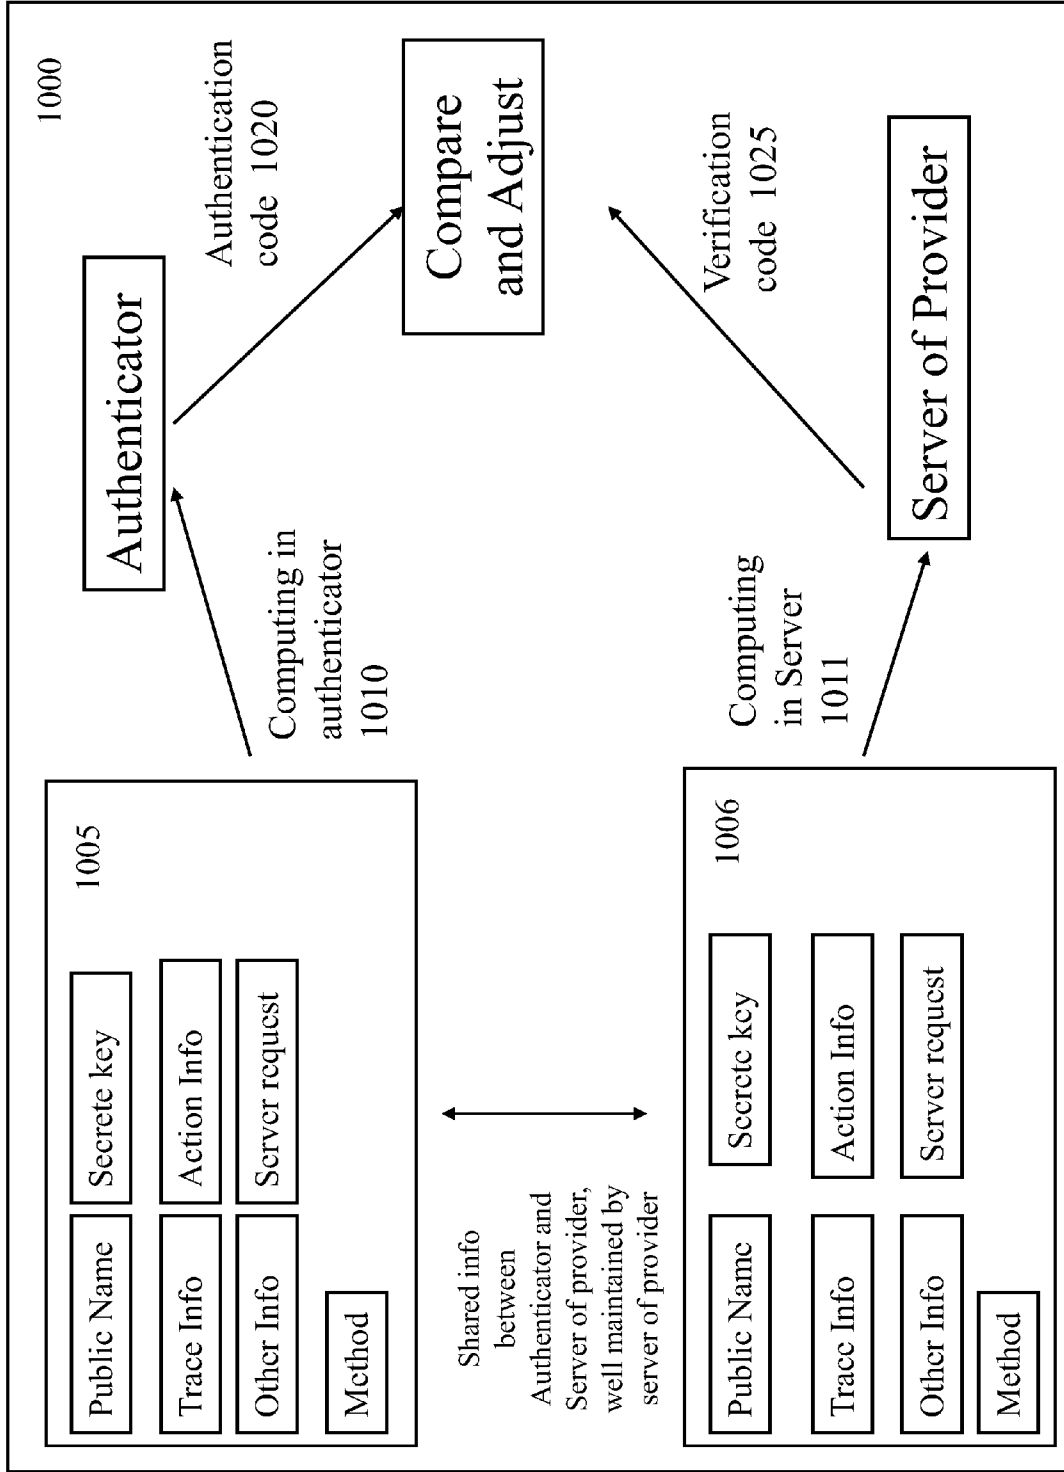 1000
1005
Public Name
Secrete key
Trace Info
Action Info
Other Info
Server request
Method
Computing in
authenticator
1010
Authenticator
Authentication
code 1020
Compare
and Adjust
Shared info
between
Authenticator and
Server of provider,
well maintained by
server of provider
1006
Public Name
Secrete key
Trace Info
Action Info
Other Info
Server request
Method
Computing
in Server
1011
Server of Provider
Verification
code 1025